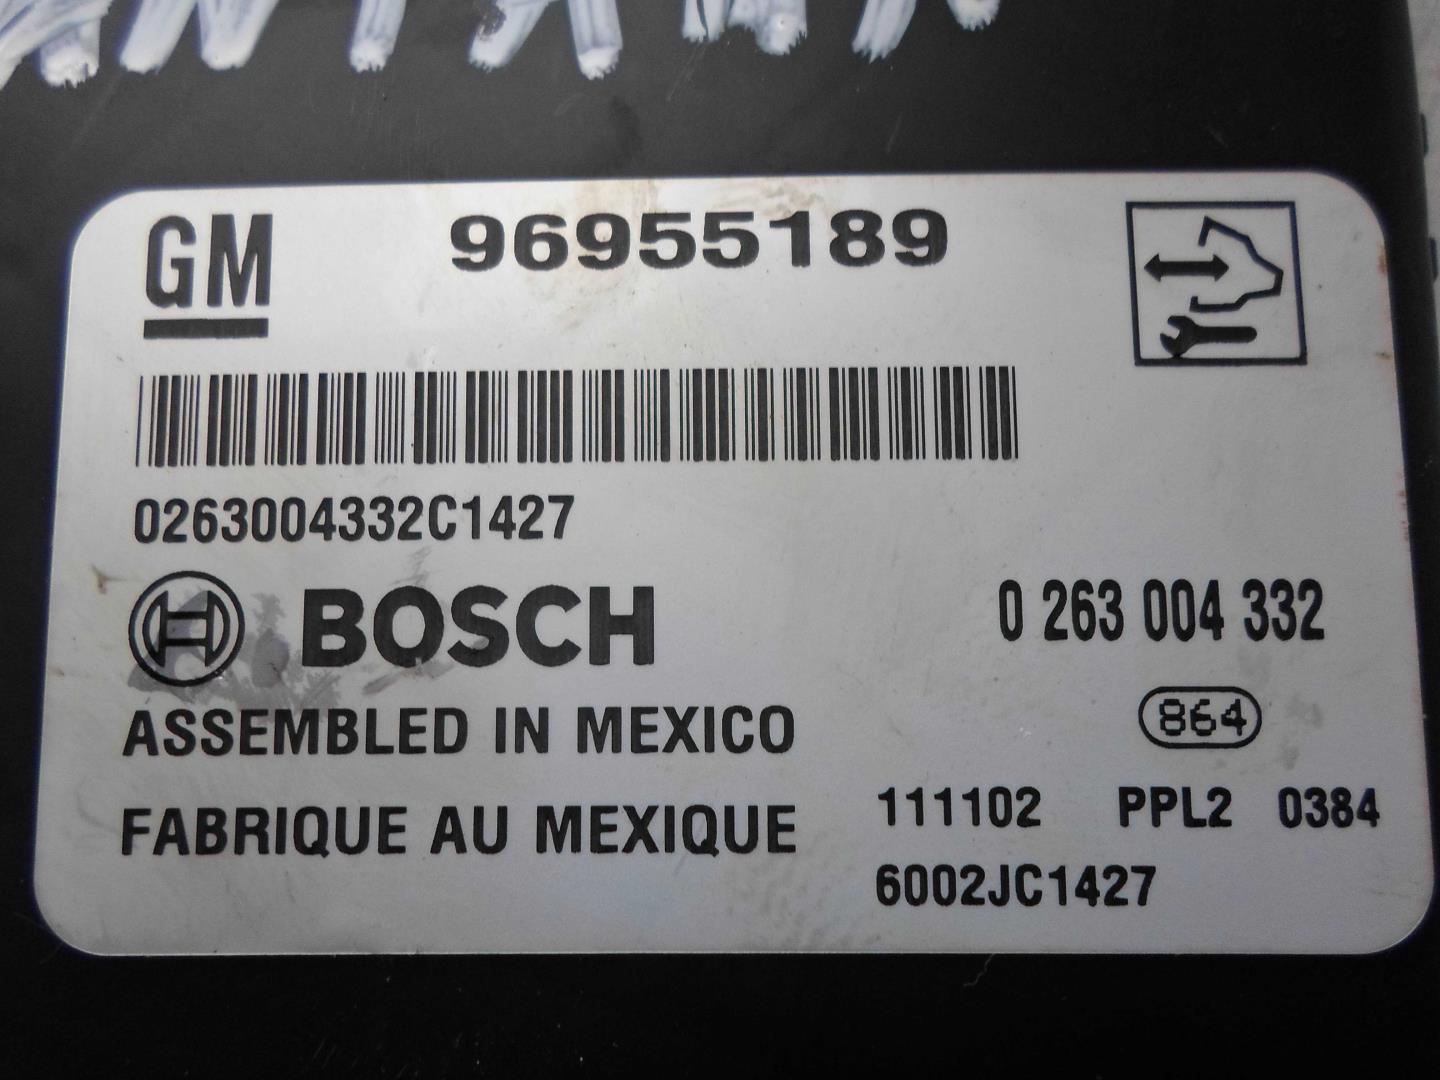 GM 96955189
0263004332C1427
BOSCH 0 263 004 332
ASSEMBLED IN MEXICO 864
FABRIQUE AU MEXIQUE 111102 PPL2 0384
6002JC1427